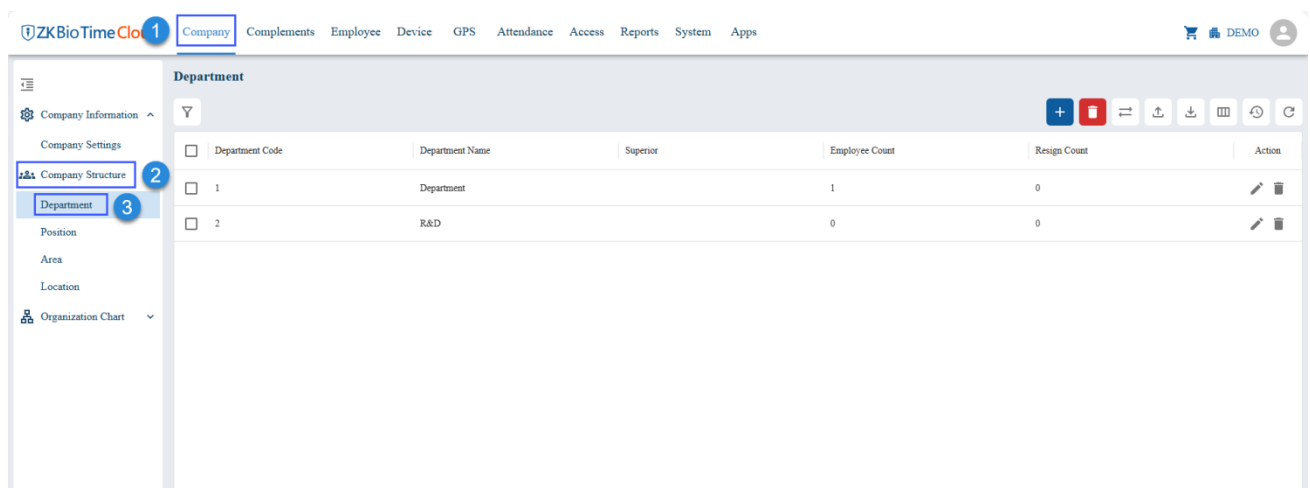 ZKBioTime Clo 1 Company Complements Employee Device GPS Attendance Access Reports System Apps DEMO
Department
Company Information
Company Settings
Department Code Department Name Superior Employee Count Resign Count Action
Company Structure 2
1 Department 1 0
Department 3
2 R&D 0 0
Position
Area
Location
Organization Chart